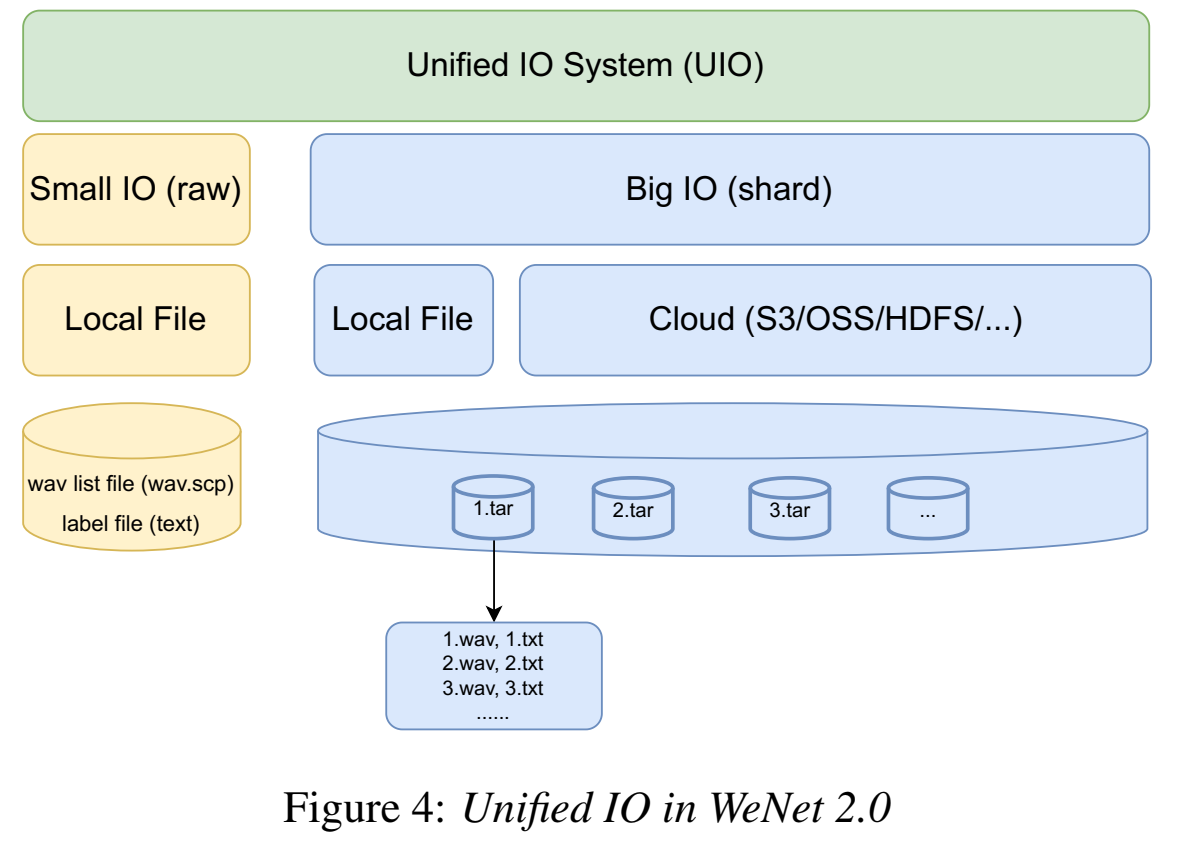 Unified IO System (UIO)
Small IO (raw)
Big IO (shard)
Local File
Local File
Cloud (S3/OSS/HDFS/...)
wav list file (wav.scp)
label file (text)
1.tar
2.tar
3.tar
...
1.wav, 1.txt
2.wav, 2.txt
3.wav, 3.txt
......
Figure 4: Unified IO in WeNet 2.0